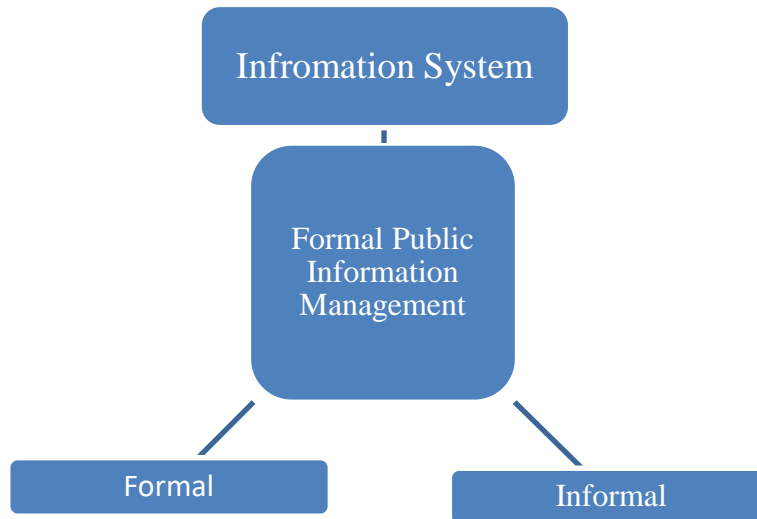 Infromation System
Formal Public
Information
Management
Formal
Informal